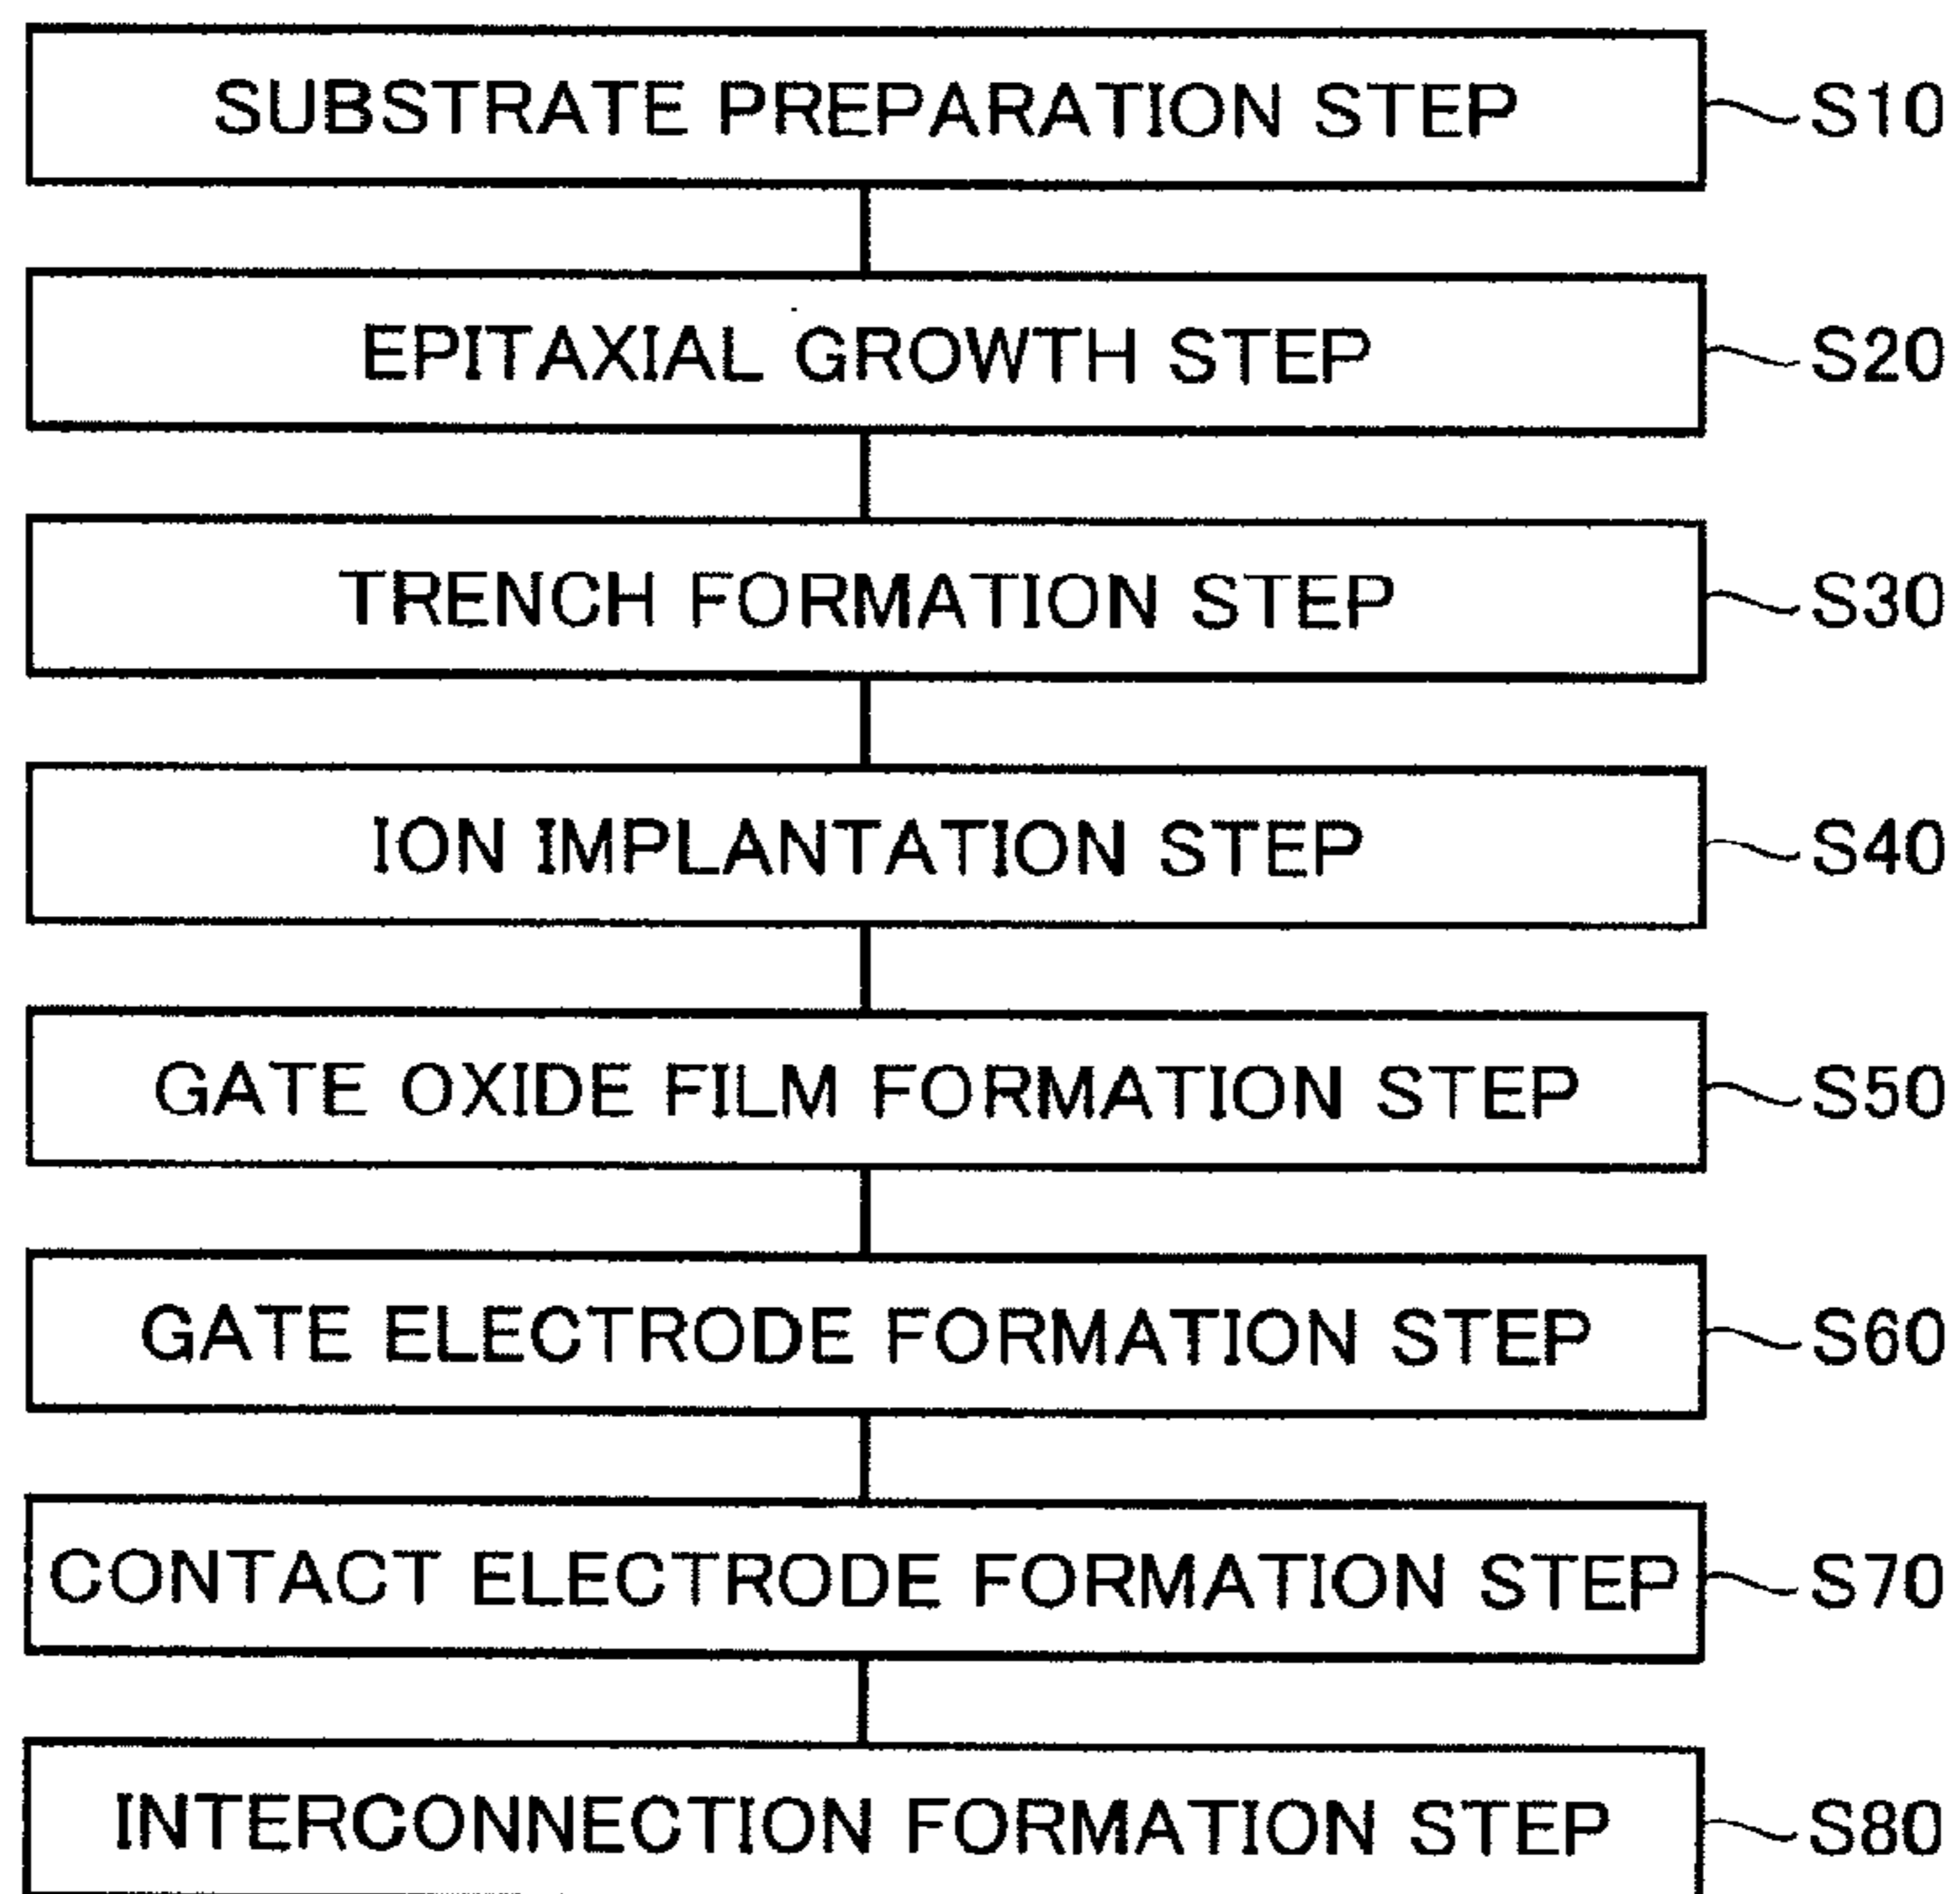 SUBSTRATE PREPARATION STEP S10
EPITAXIAL GROWTH STEP S20
TRENCH FORMATION STEP S30
ION IMPLANTATION STEP S40
GATE OXIDE FILM FORMATION STEP S50
GATE ELECTRODE FORMATION STEP S60
CONTACT ELECTRODE FORMATION STEP S70
INTERCONNECTION FORMATION STEP S80